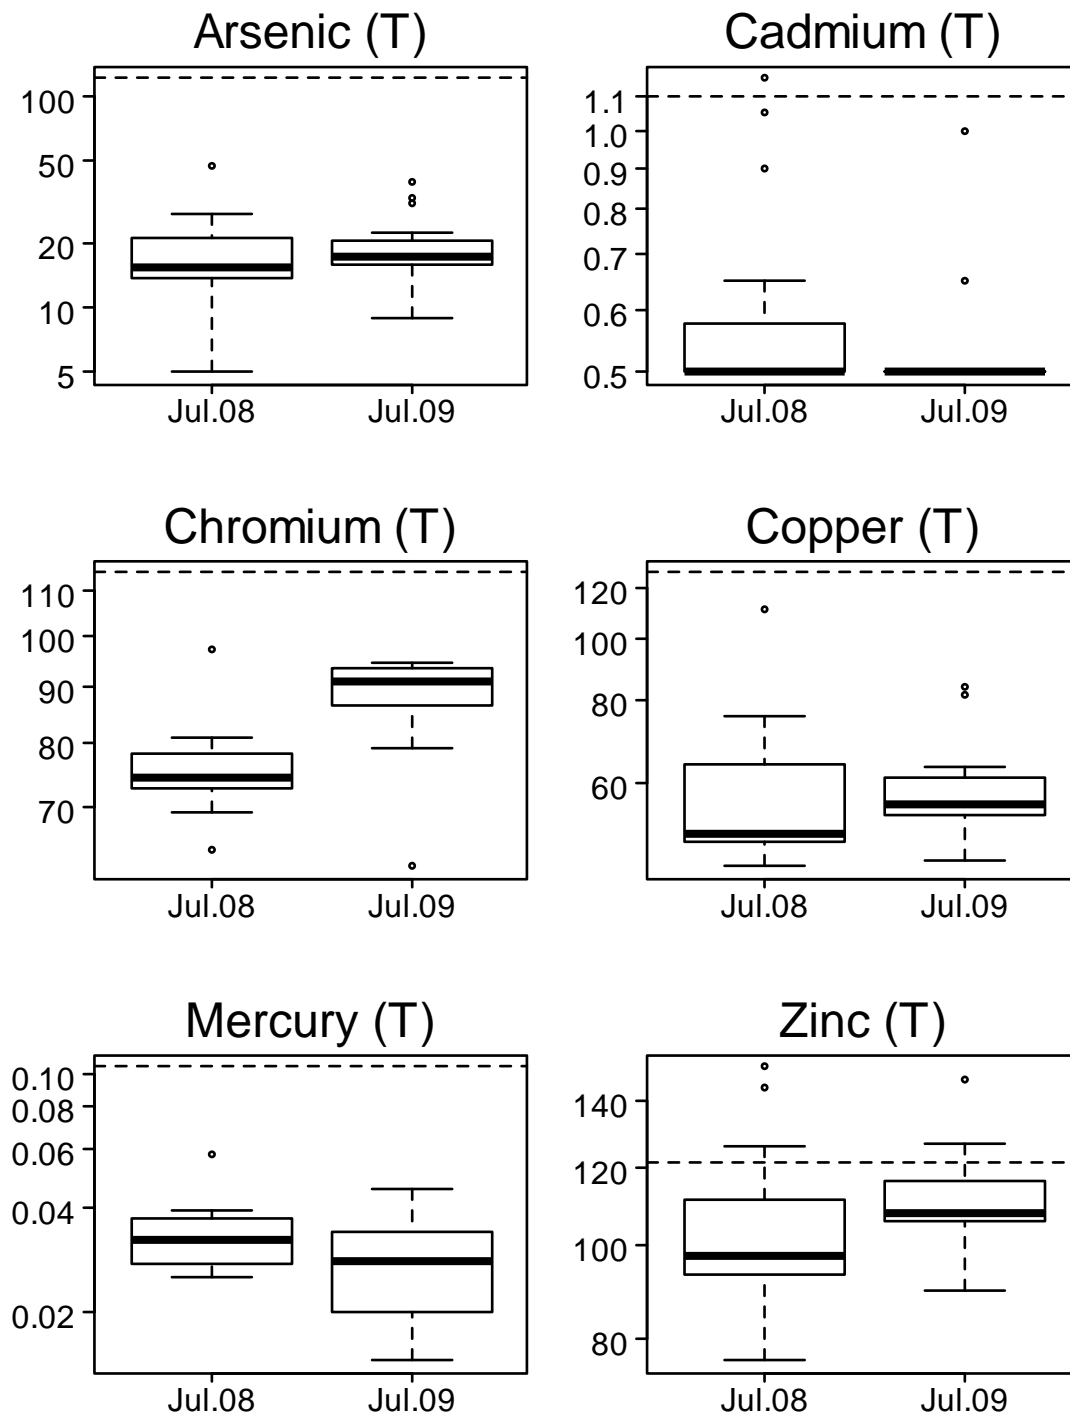 Arsenic (T)
100
50
20
10
5
Jul.08 Jul.09
Cadmium (T)
1.1
1.0
0.9
0.8
0.7
0.6
0.5
Jul.08 Jul.09
Chromium (T)
110
100
90
80
70
Jul.08 Jul.09
Copper (T)
120
100
80
60
Jul.08 Jul.09
Mercury (T)
0.10
0.08
0.06
0.04
0.02
Jul.08 Jul.09
Zinc (T)
140
120
100
80
Jul.08 Jul.09